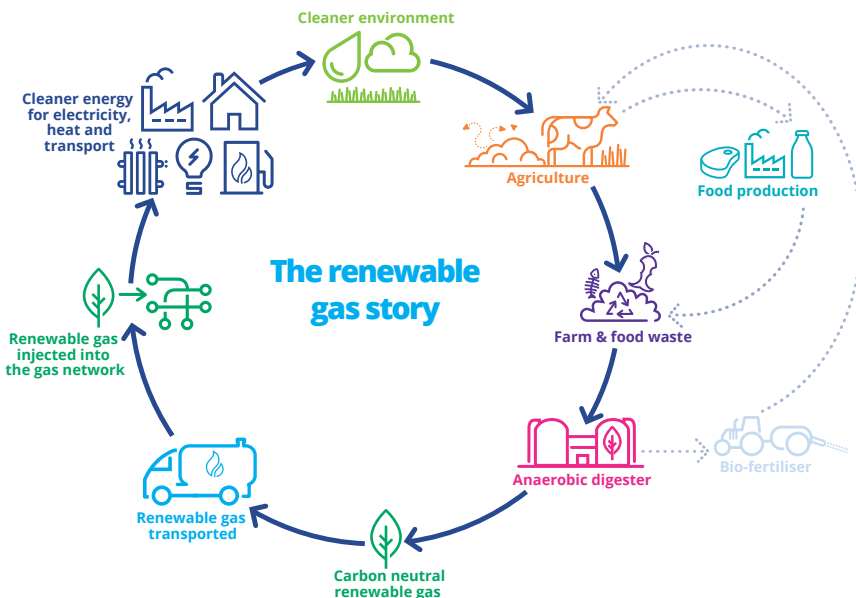 Cleaner environment
Cleaner energy
for electricity,
heat and
transport
Agriculture
Food production
The renewable
gas story
Farm & food waste
Renewable gas
injected into
the gas network
Anaerobic digester
Bio-fertiliser
Renewable gas
transported
Carbon neutral
renewable gas